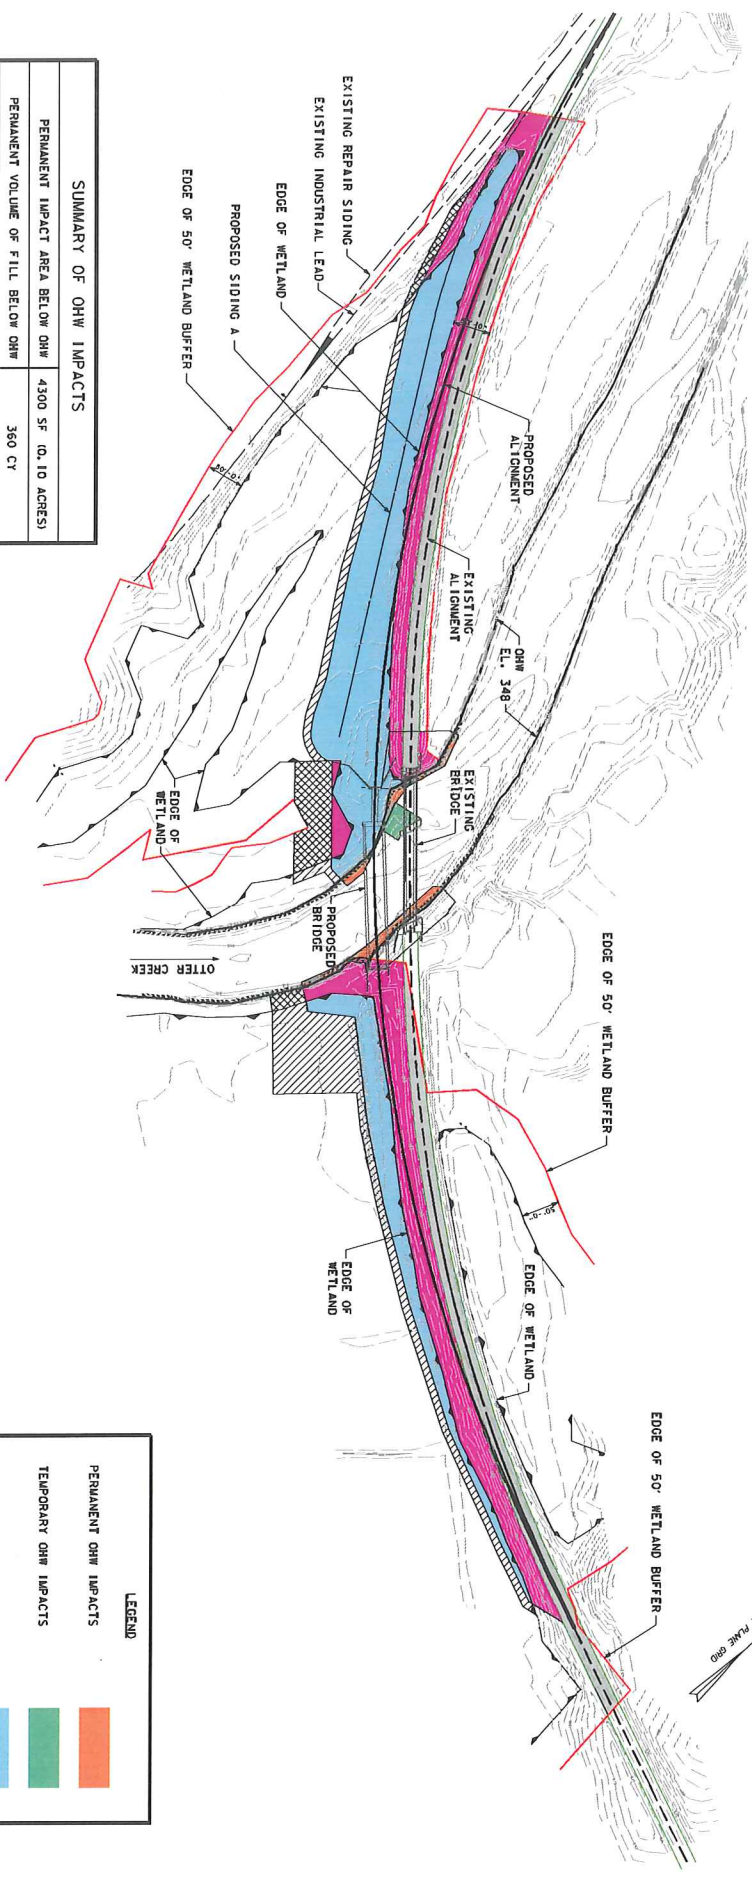 EXISTING REPAIR SIDING
EXISTING INDUSTRIAL LEAD
EDGE OF WETLAND
PROPOSED SIDING A
EDGE OF 50' WETLAND BUFFER
50'-0"
PROPOSED
ALIGNMENT
EXISTING
ALIGNMENT
OHW
EL. 348
EXISTING
BRIDGE
EDGE OF
WETLAND
PROPOSED
BRIDGE
OTTER CREEK
EDGE OF 50' WETLAND BUFFER
50'-0"
EDGE OF WETLAND
EDGE OF
WETLAND
EDGE OF 50' WETLAND BUFFER
PLANE GRID
SUMMARY OF OHW IMPACTS
PERMANENT IMPACT AREA BELOW OHW 4300 SF (0.10 ACRES)
PERMANENT VOLUME OF FILL BELOW OHW 360 CY
LEGEND
PERMANENT OHW IMPACTS
TEMPORARY OHW IMPACTS